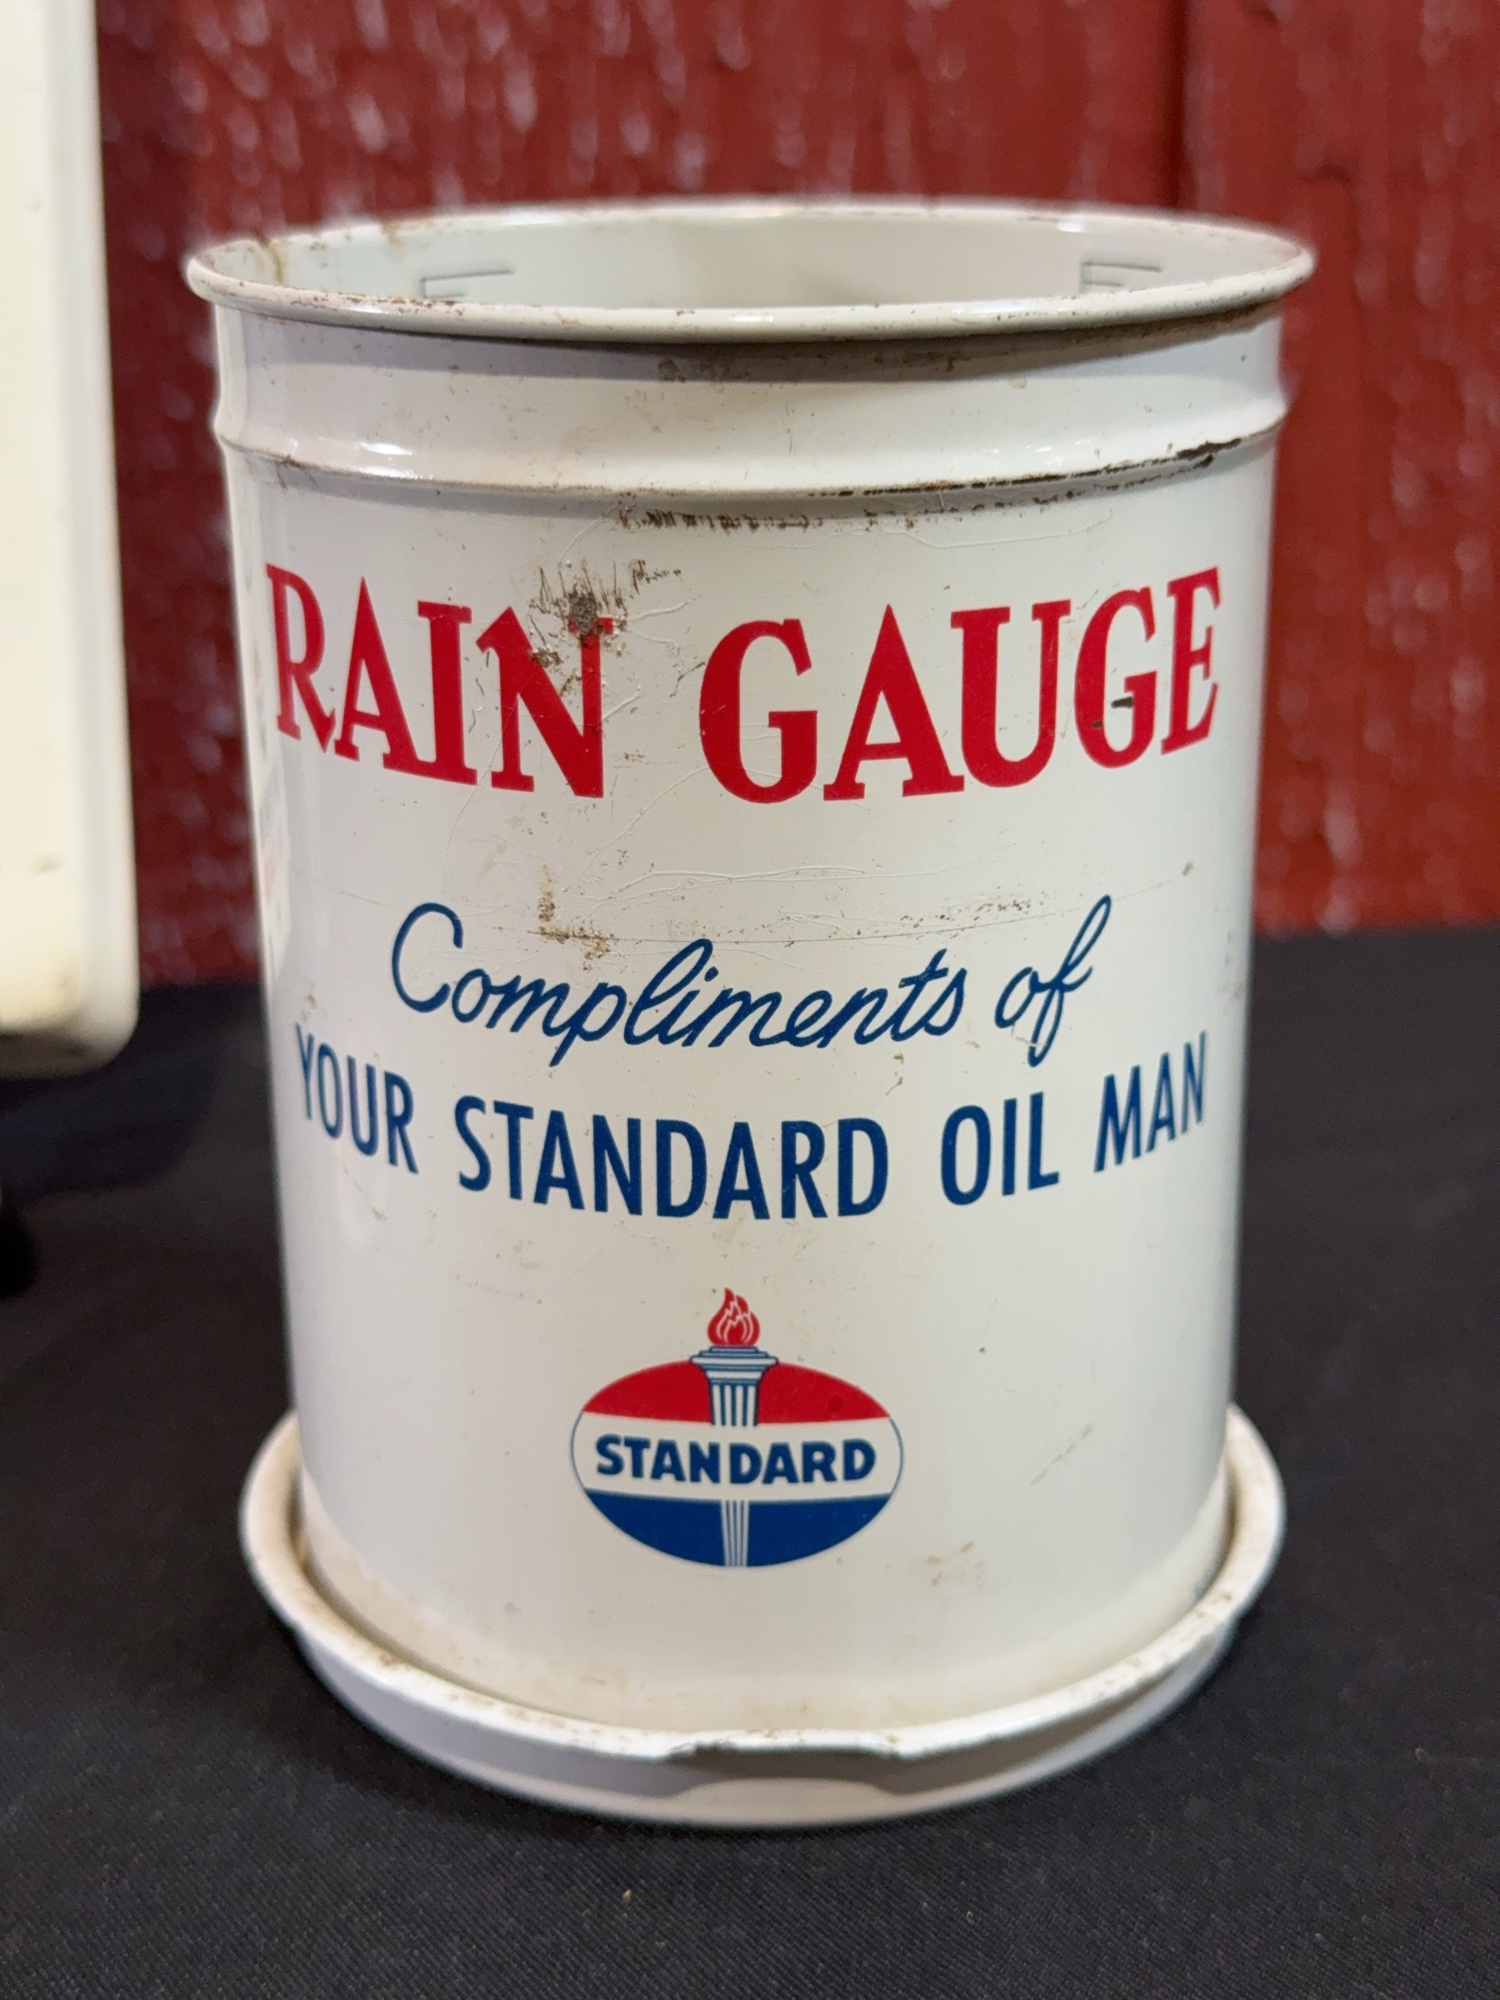 RAIN GAUGE
Compliments of
YOUR STANDARD OIL MAN
STANDARD